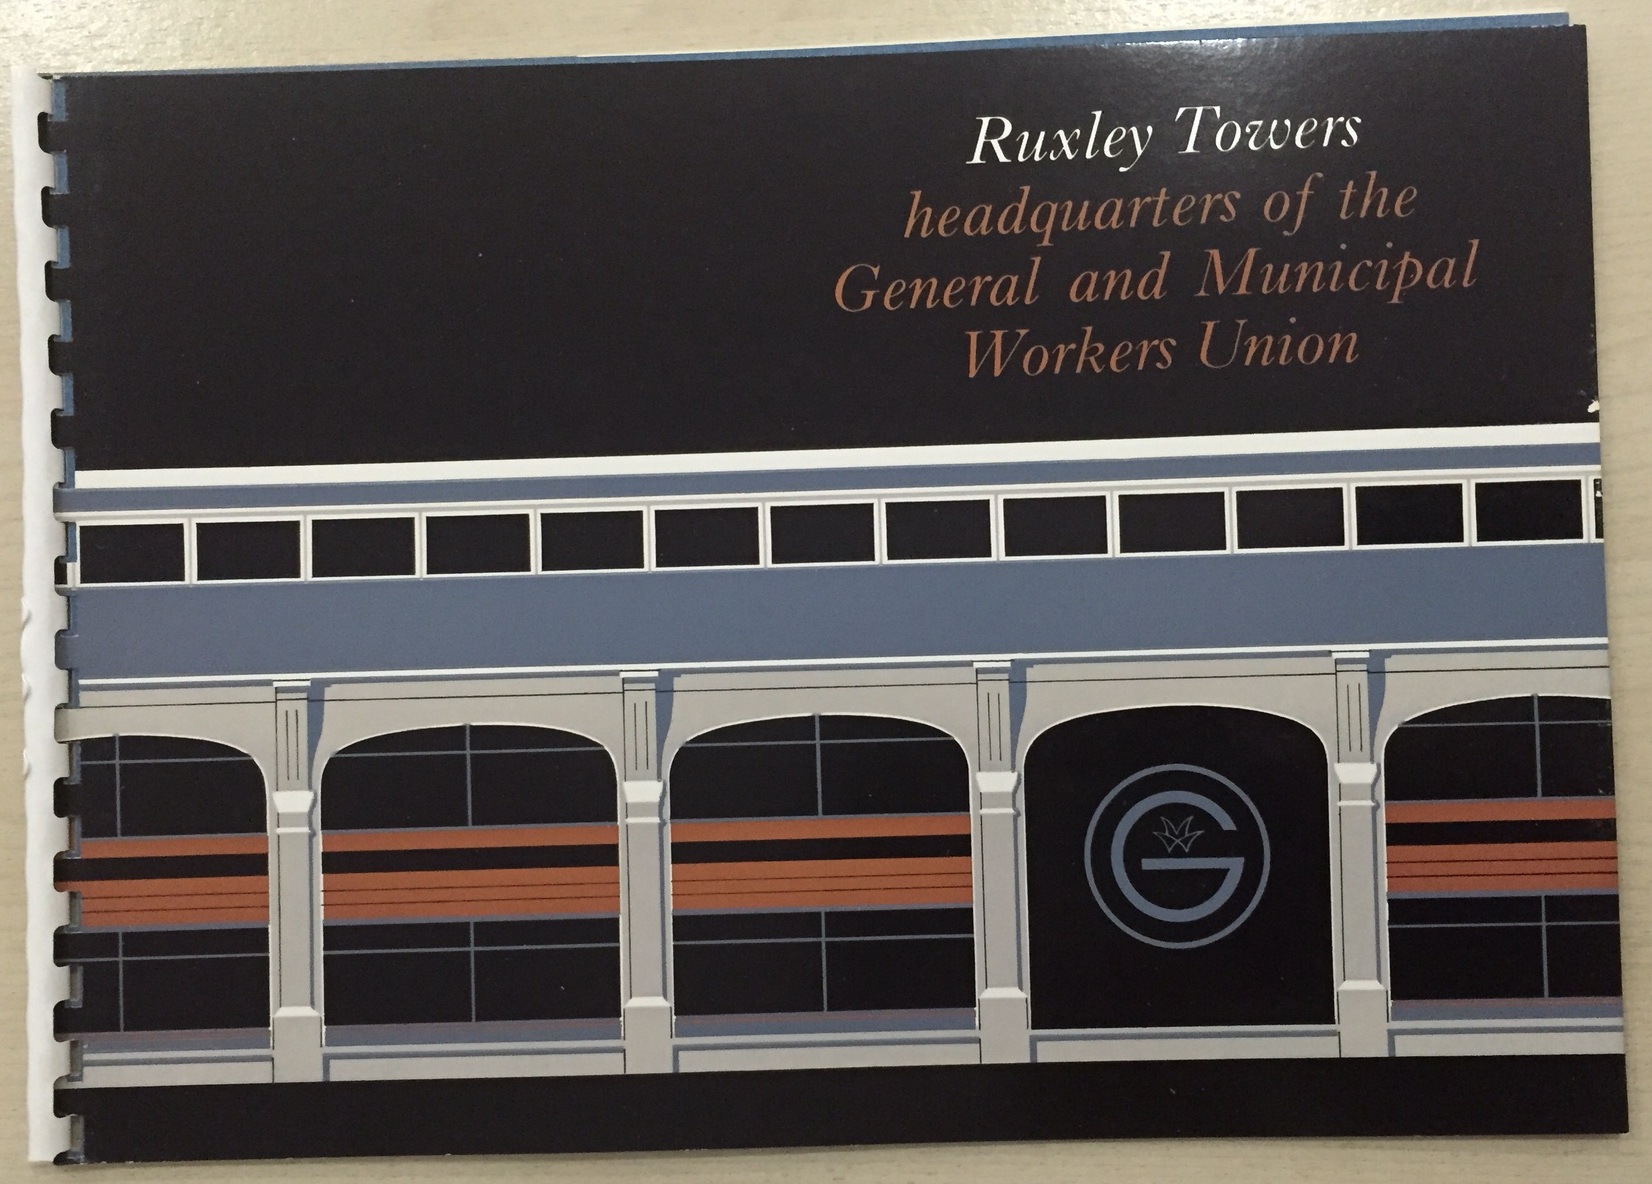 Ruxley Towers
headquarters of the
General and Municipal
Workers Union
G